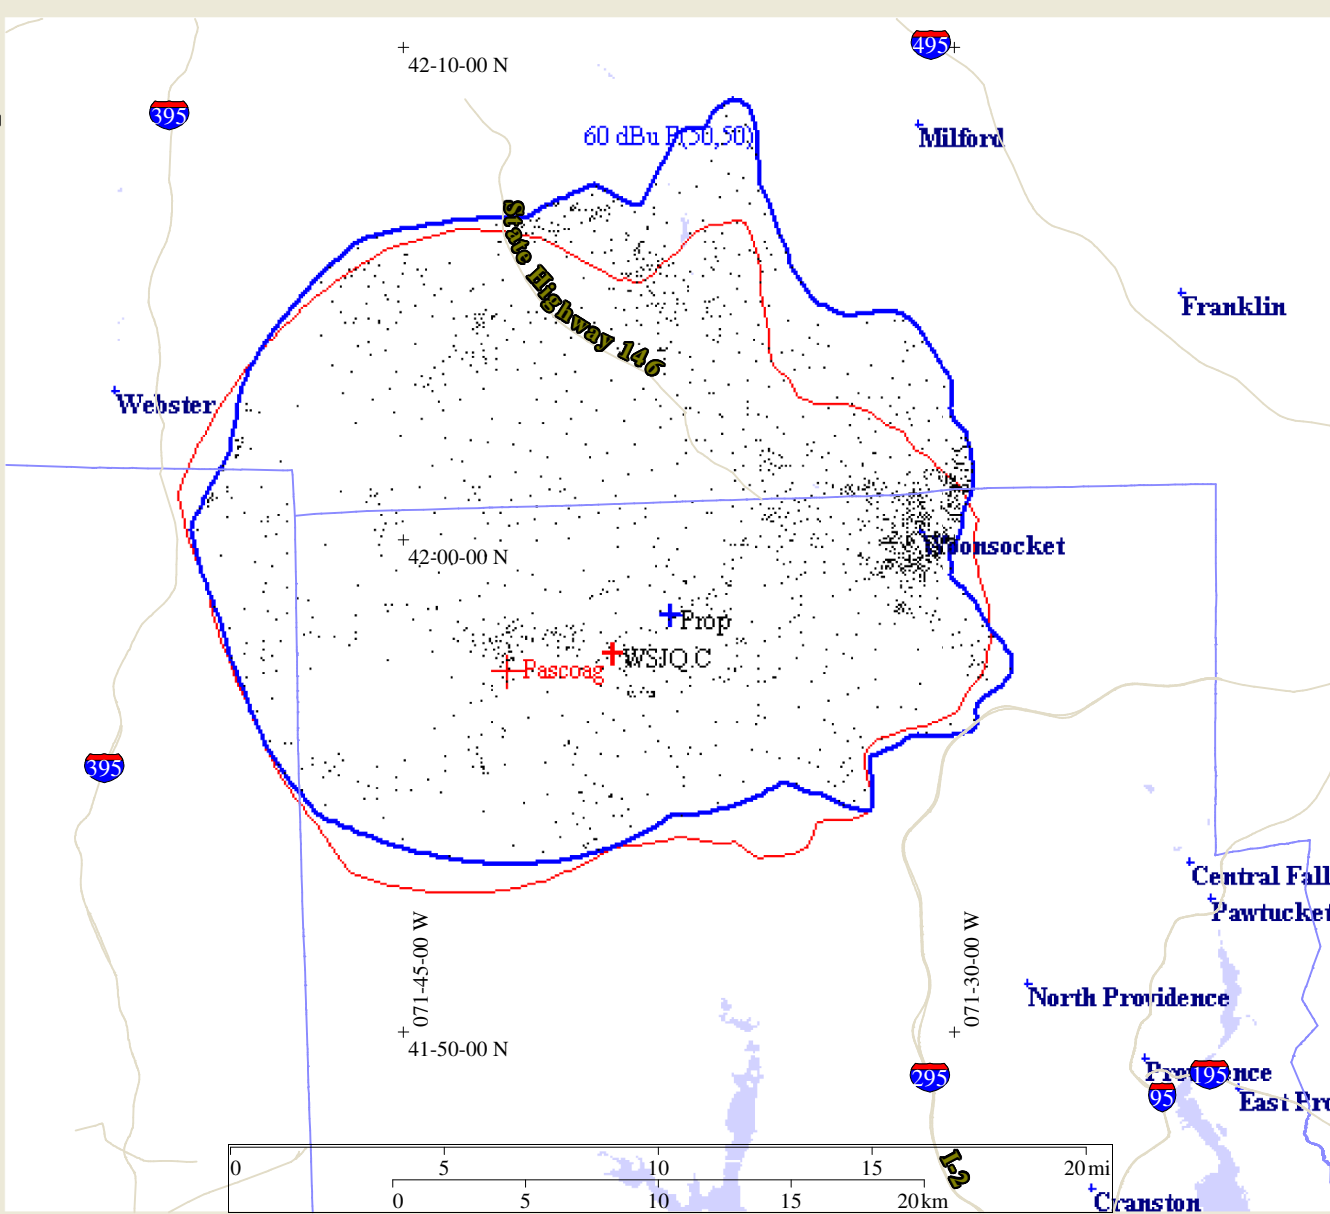 495
42-10-00 N
395
60 dBu F(50,50)
Milford
State Highway 146
Franklin
Webster
42-00-00 N
Woonsocket
Prop
WSJQ.C
Pascoag
395
Central Fall
Pawtucket
071-45-00 W
071-30-00 W
North Providence
41-50-00 N
Providence
295
195
95
East Pro
I-2
0 5 10 15 20 mi
0 5 10 15 20km
Cranston